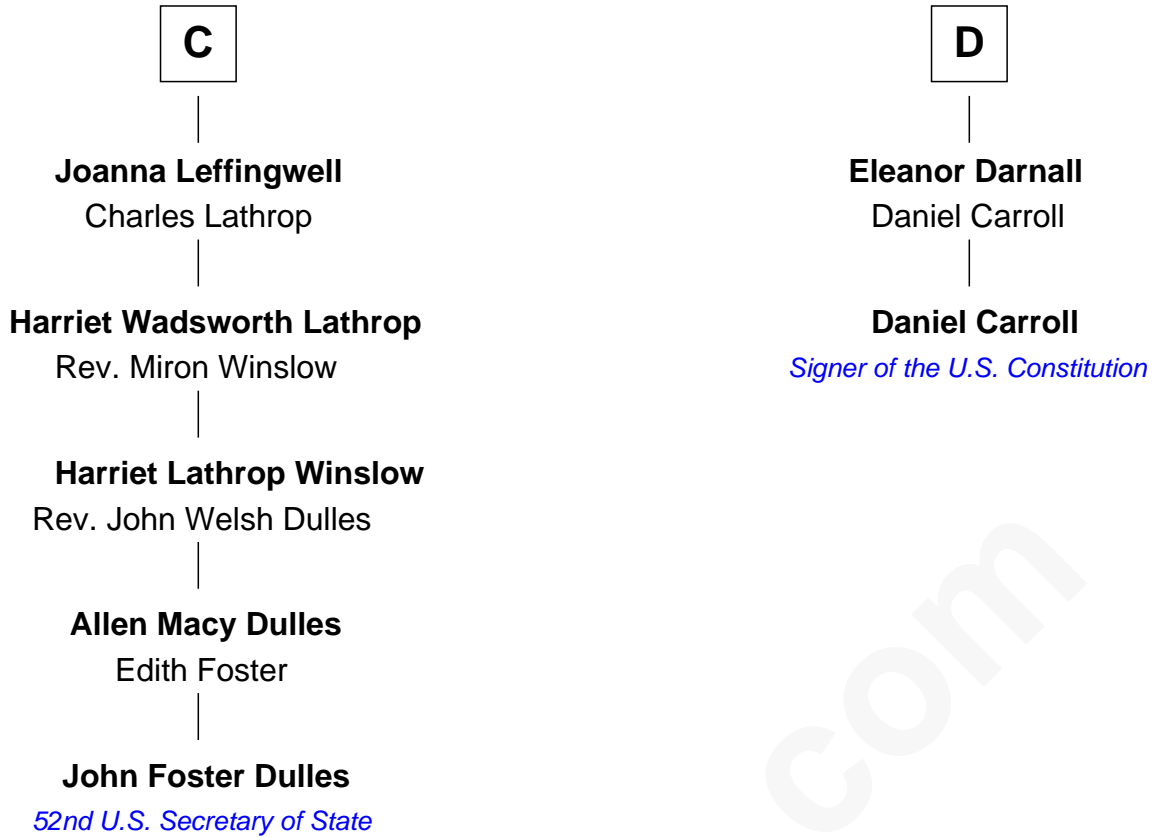 C
Joanna Leffingwell
Charles Lathrop
Harriet Wadsworth Lathrop
Rev. Miron Winslow
Harriet Lathrop Winslow
Rev. John Welsh Dulles
Allen Macy Dulles
Edith Foster
John Foster Dulles
52nd U.S. Secretary of State
D
Eleanor Darnall
Daniel Carroll
Daniel Carroll
Signer of the U.S. Constitution
com